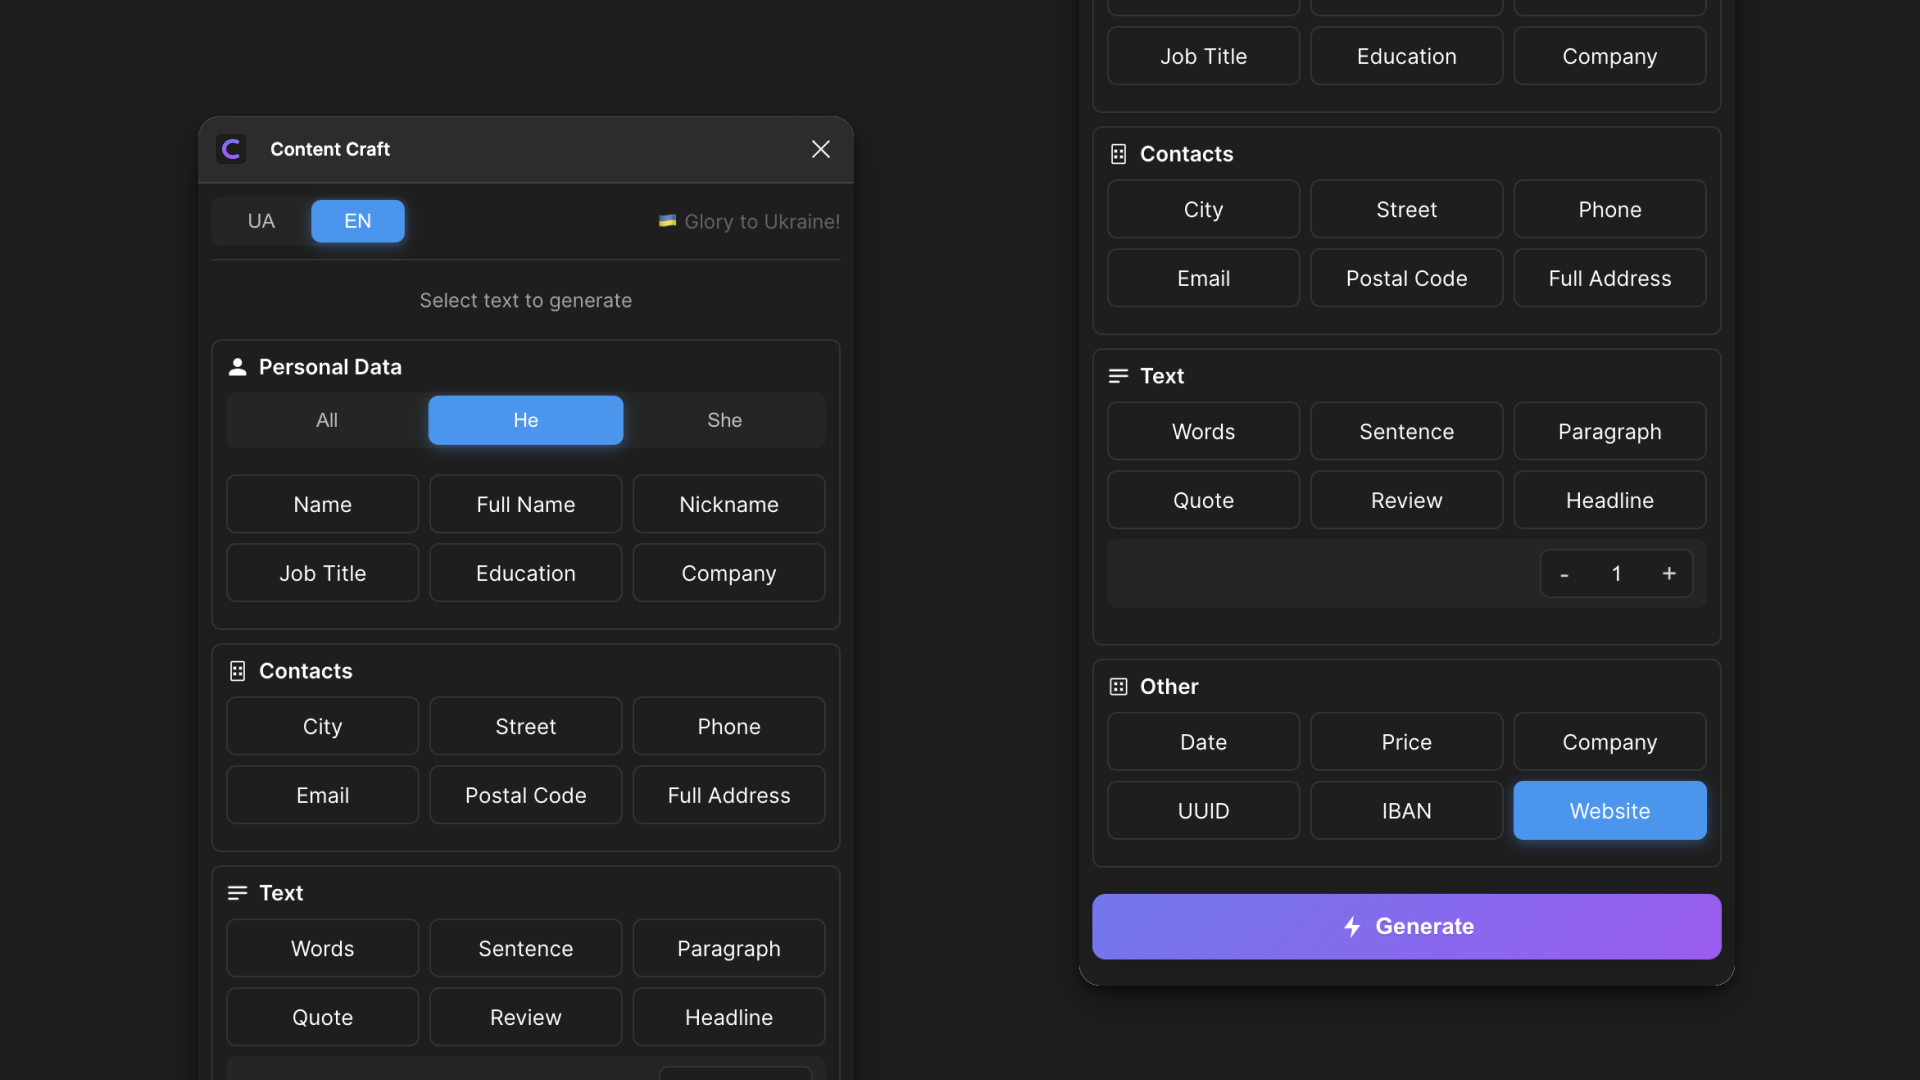 Content Craft
UA EN 🇺🇦 Glory to Ukraine!
Select text to generate
Personal Data
All He She
Name Full Name Nickname
Job Title Education Company
Contacts
City Street Phone
Email Postal Code Full Address
Text
Words Sentence Paragraph
Quote Review Headline
Job Title Education Company
Contacts
City Street Phone
Email Postal Code Full Address
Text
Words Sentence Paragraph
Quote Review Headline
- 1 +
Other
Date Price Company
UUID IBAN Website
Generate